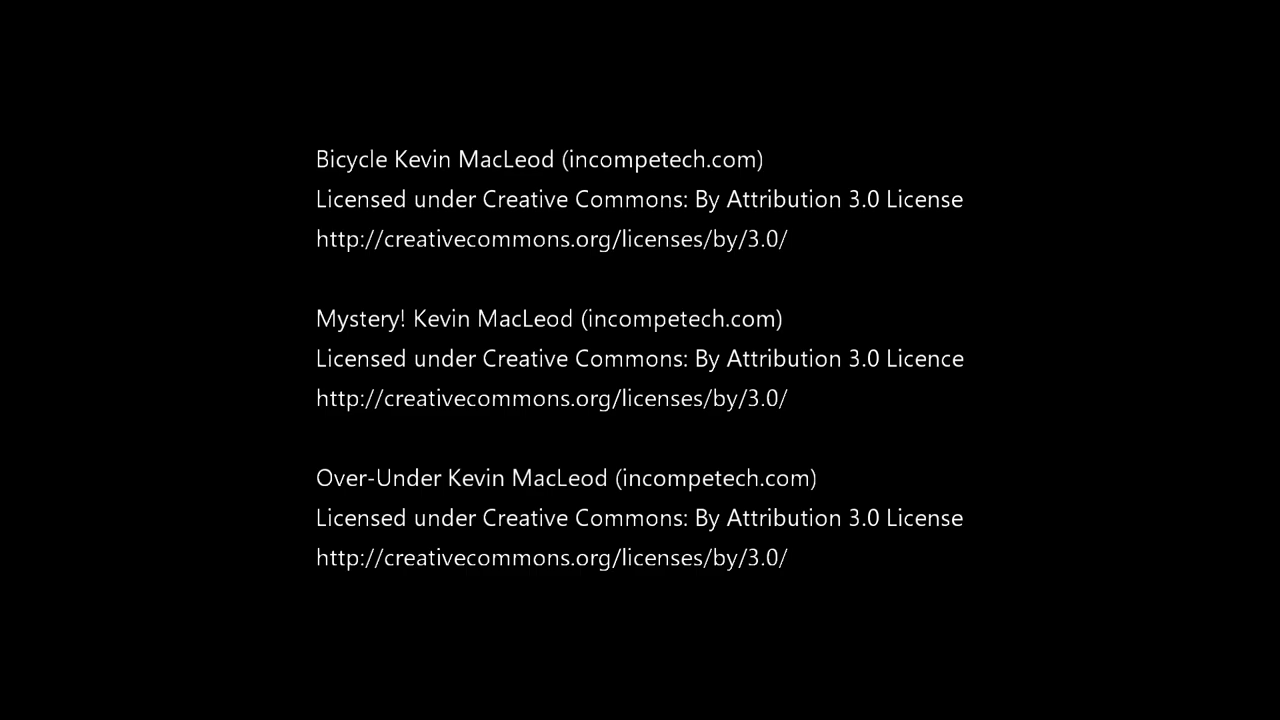 Bicycle Kevin MacLeod (incompetech.com)
Licensed under Creative Commons: By Attribution 3.0 License
http://creativecommons.org/licenses/by/3.0/
Mystery! Kevin MacLeod (incompetech.com)
Licensed under Creative Commons: By Attribution 3.0 Licence
http://creativecommons.org/licenses/by/3.0/
Over-Under Kevin MacLeod (incompetech.com)
Licensed under Creative Commons: By Attribution 3.0 License
http://creativecommons.org/licenses/by/3.0/